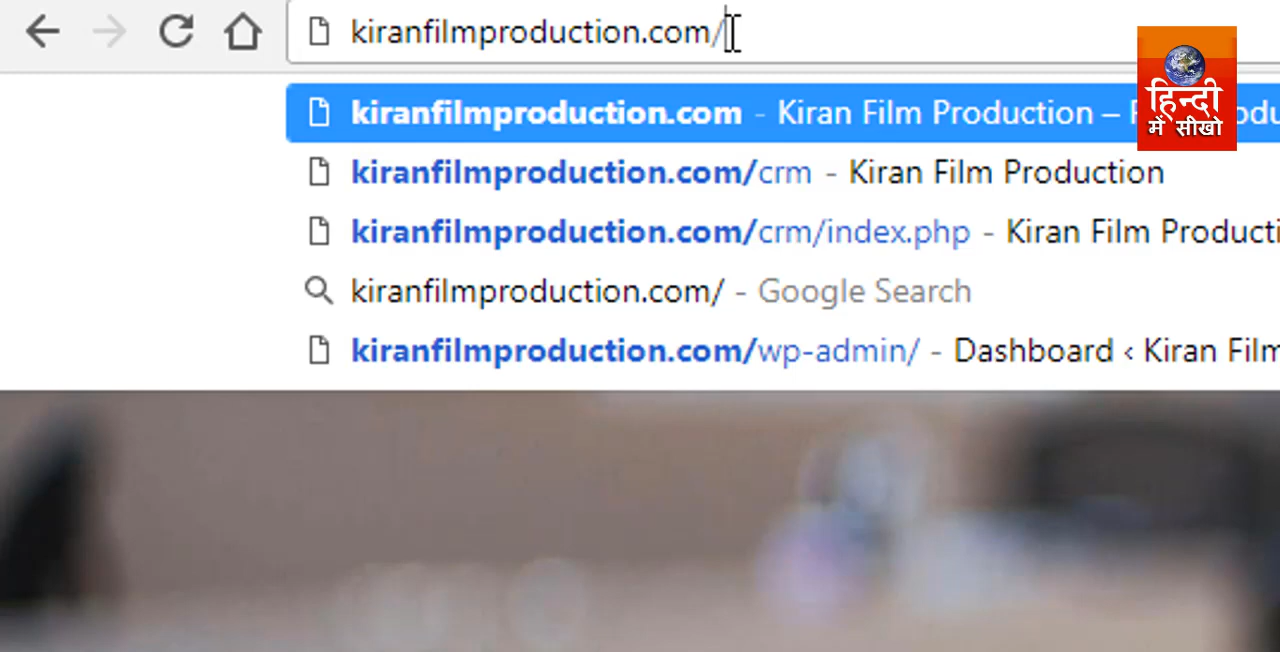 kiranfilmproduction.com/
kiranfilmproduction.com - Kiran Film Production –
kiranfilmproduction.com/crm - Kiran Film Production
kiranfilmproduction.com/crm/index.php - Kiran Film Producti
kiranfilmproduction.com/ - Google Search
kiranfilmproduction.com/wp-admin/ - Dashboard ‹ Kiran Film
हिन्दी
में सीखो